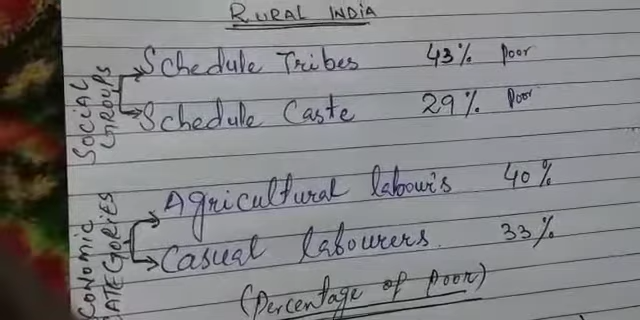 RURAL INDIA
SOCIAL GROUPS
Schedule Tribes 43% Poor
Schedule Caste 29% Poor
ECONOMIC CATEGORIES
Agricultural labour's 40%
Casual labourers. 33%
(Percentage of poor)